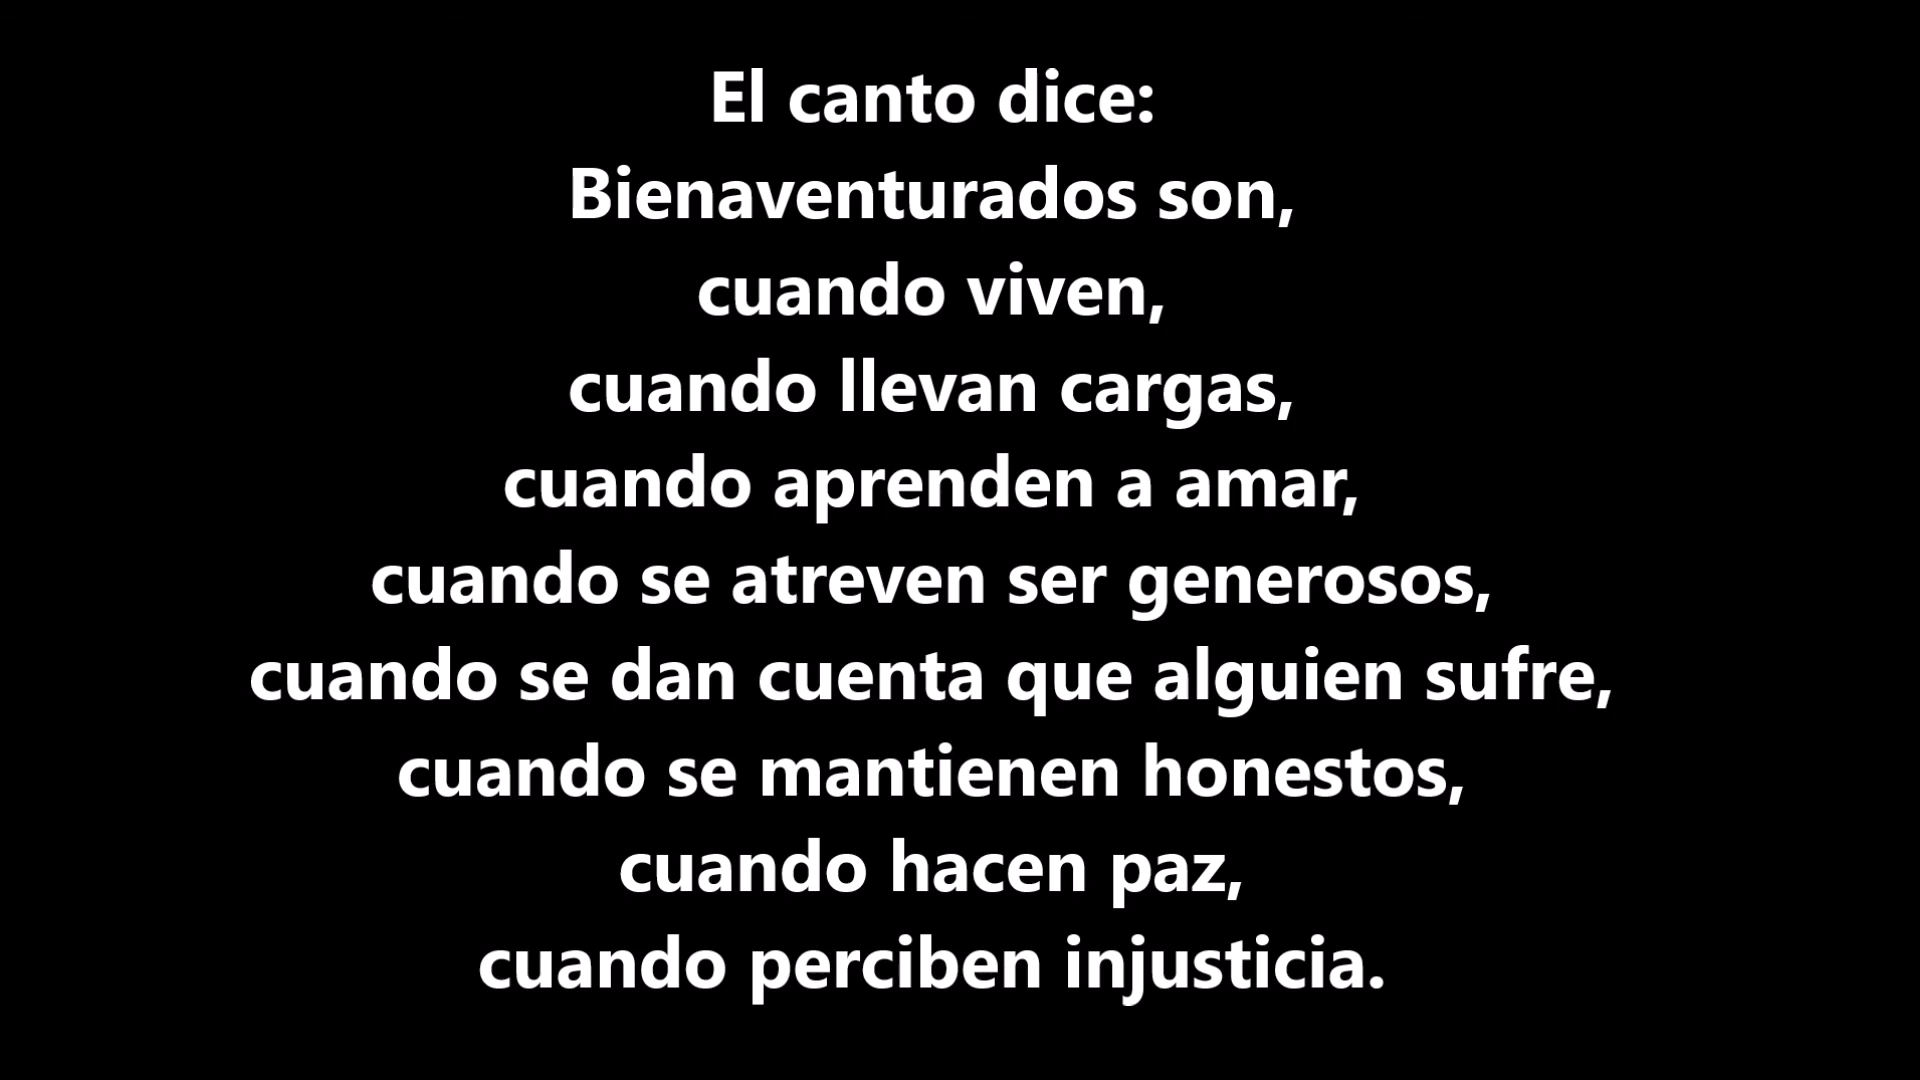 El canto dice:
Bienaventurados son,
cuando viven,
cuando llevan cargas,
cuando aprenden a amar,
cuando se atreven ser generosos,
cuando se dan cuenta que alguien sufre,
cuando se mantienen honestos,
cuando hacen paz,
cuando perciben injusticia.